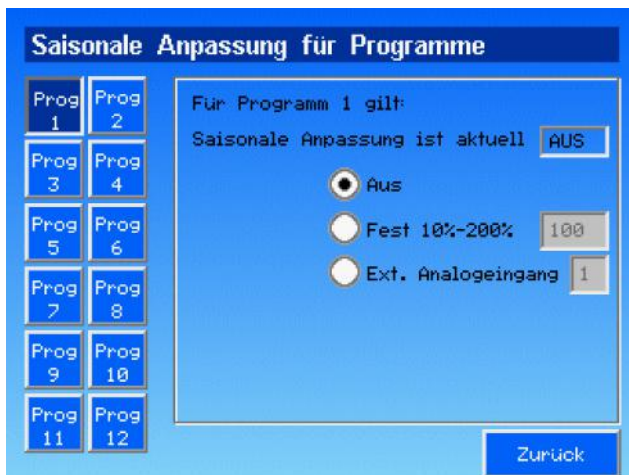 Saisonale Anpassung für Programme
Prog 1
Prog 2
Prog 3
Prog 4
Prog 5
Prog 6
Prog 7
Prog 8
Prog 9
Prog 10
Prog 11
Prog 12
Für Programm 1 gilt:
Saisonale Anpassung ist aktuell AUS
Aus
Fest 10%-200% 100
Ext. Analogeingang 1
Zurück